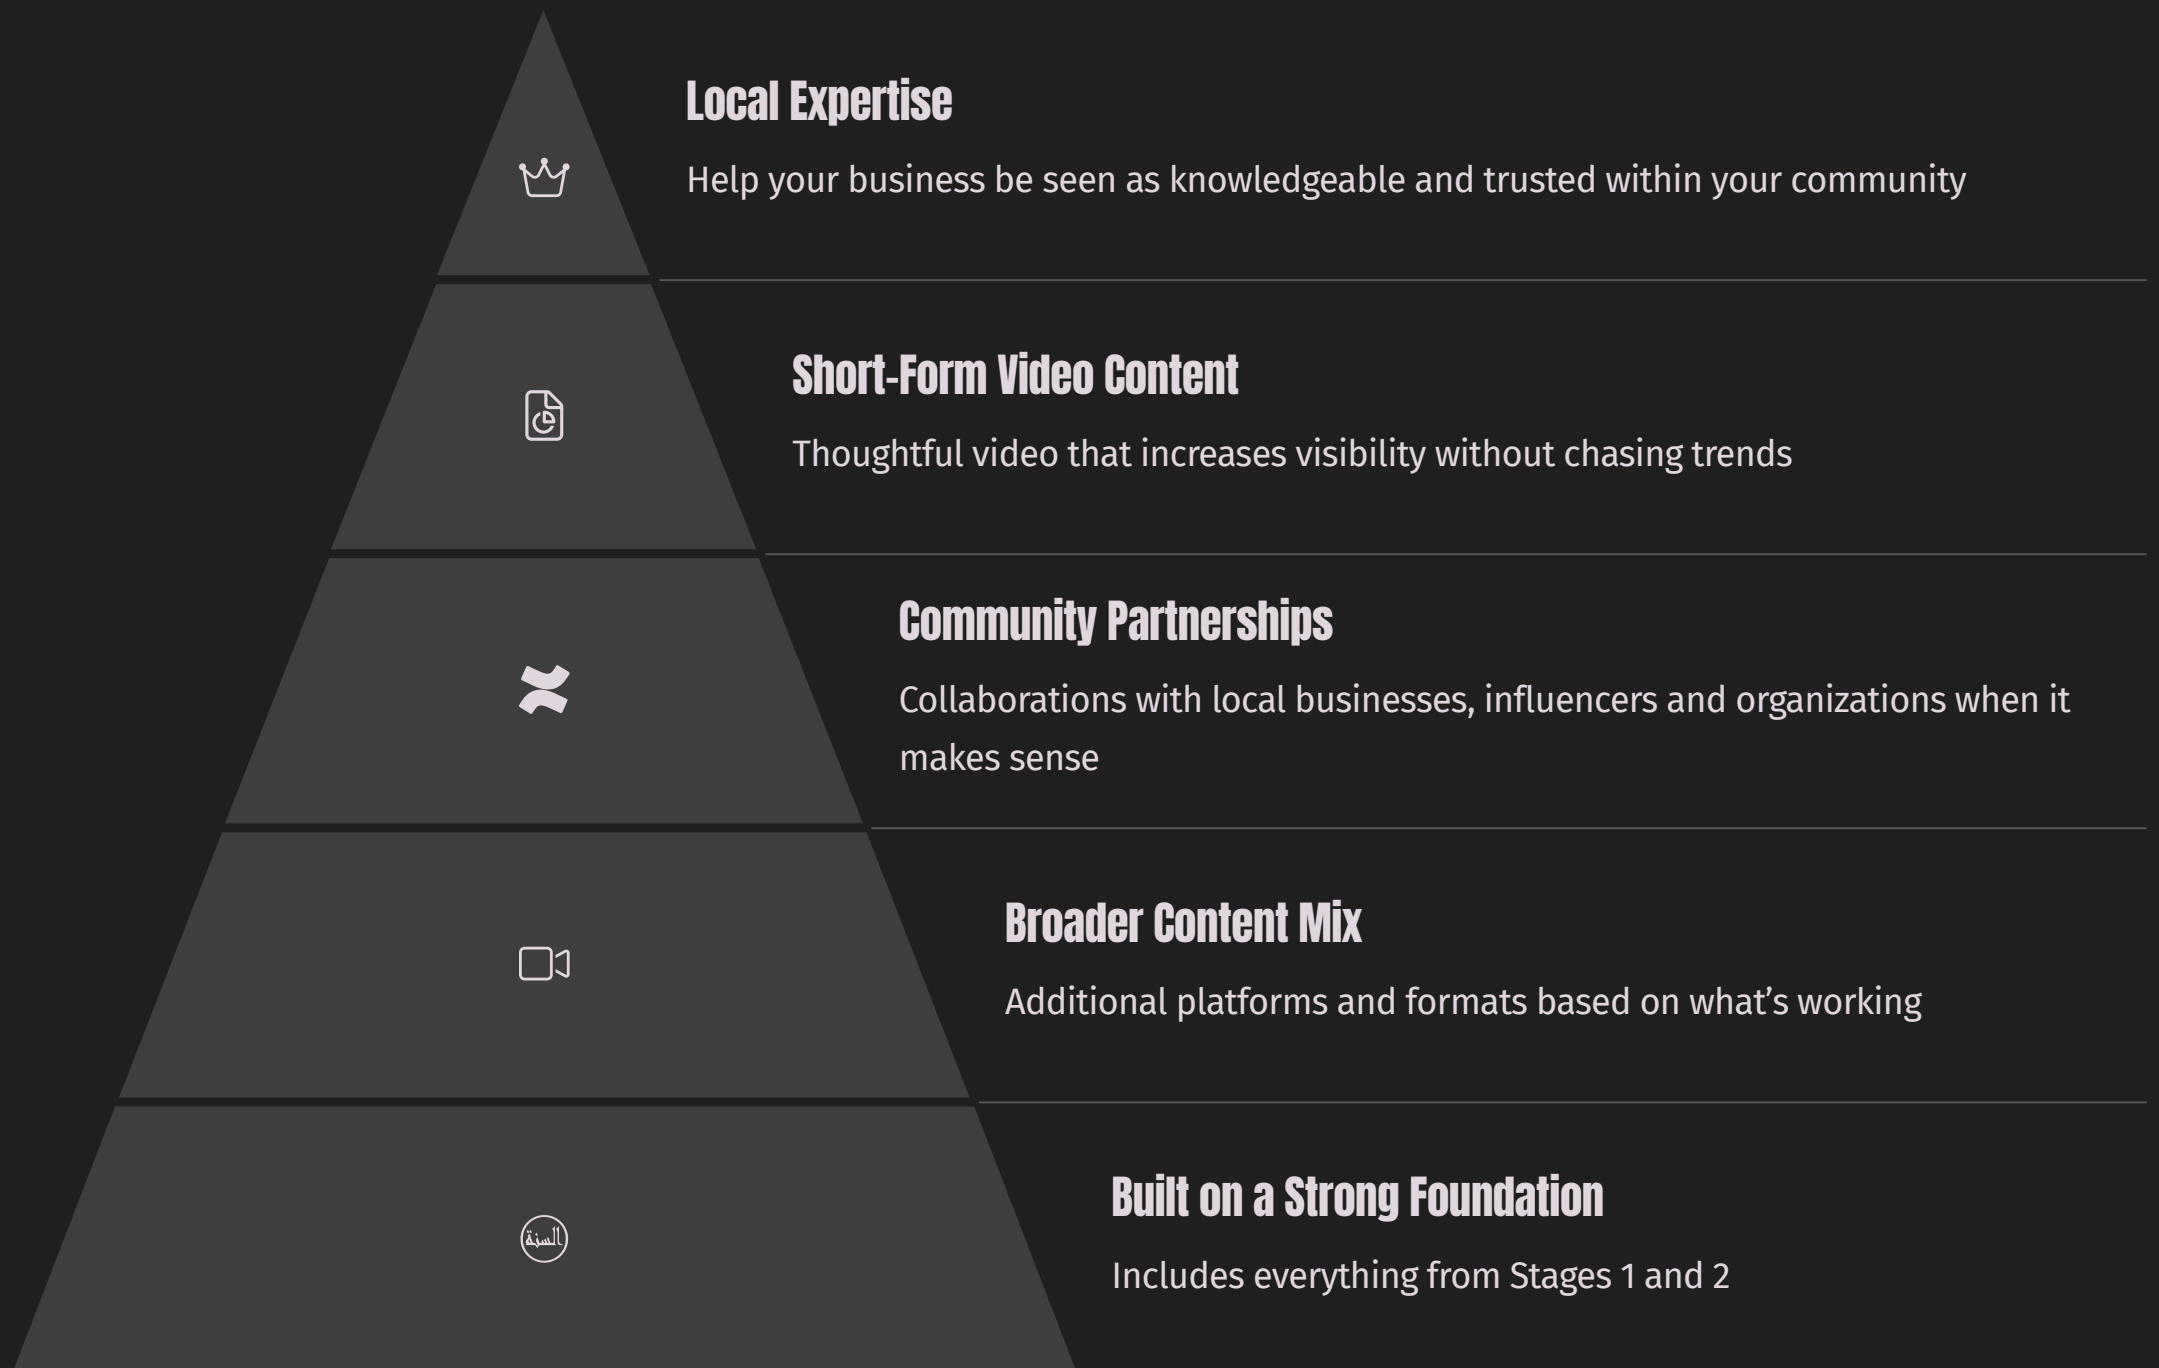 Local Expertise
Help your business be seen as knowledgeable and trusted within your community
Short-Form Video Content
Thoughtful video that increases visibility without chasing trends
Community Partnerships
Collaborations with local businesses, influencers and organizations when it
makes sense
Broader Content Mix
Additional platforms and formats based on what’s working
السنة
Built on a Strong Foundation
Includes everything from Stages 1 and 2